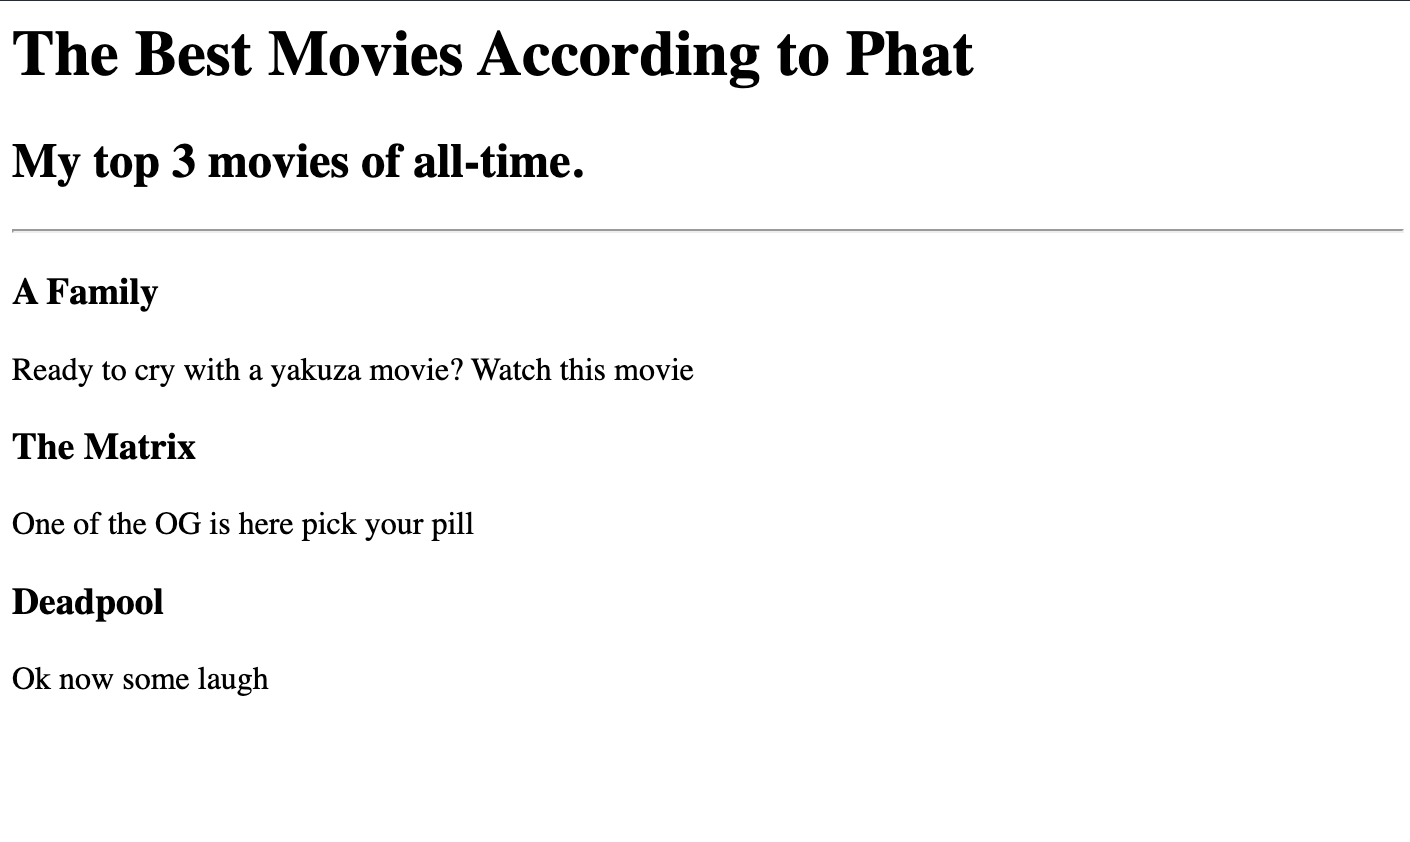 The Best Movies According to Phat
My top 3 movies of all-time.
A Family
Ready to cry with a yakuza movie? Watch this movie
The Matrix
One of the OG is here pick your pill
Deadpool
Ok now some laugh